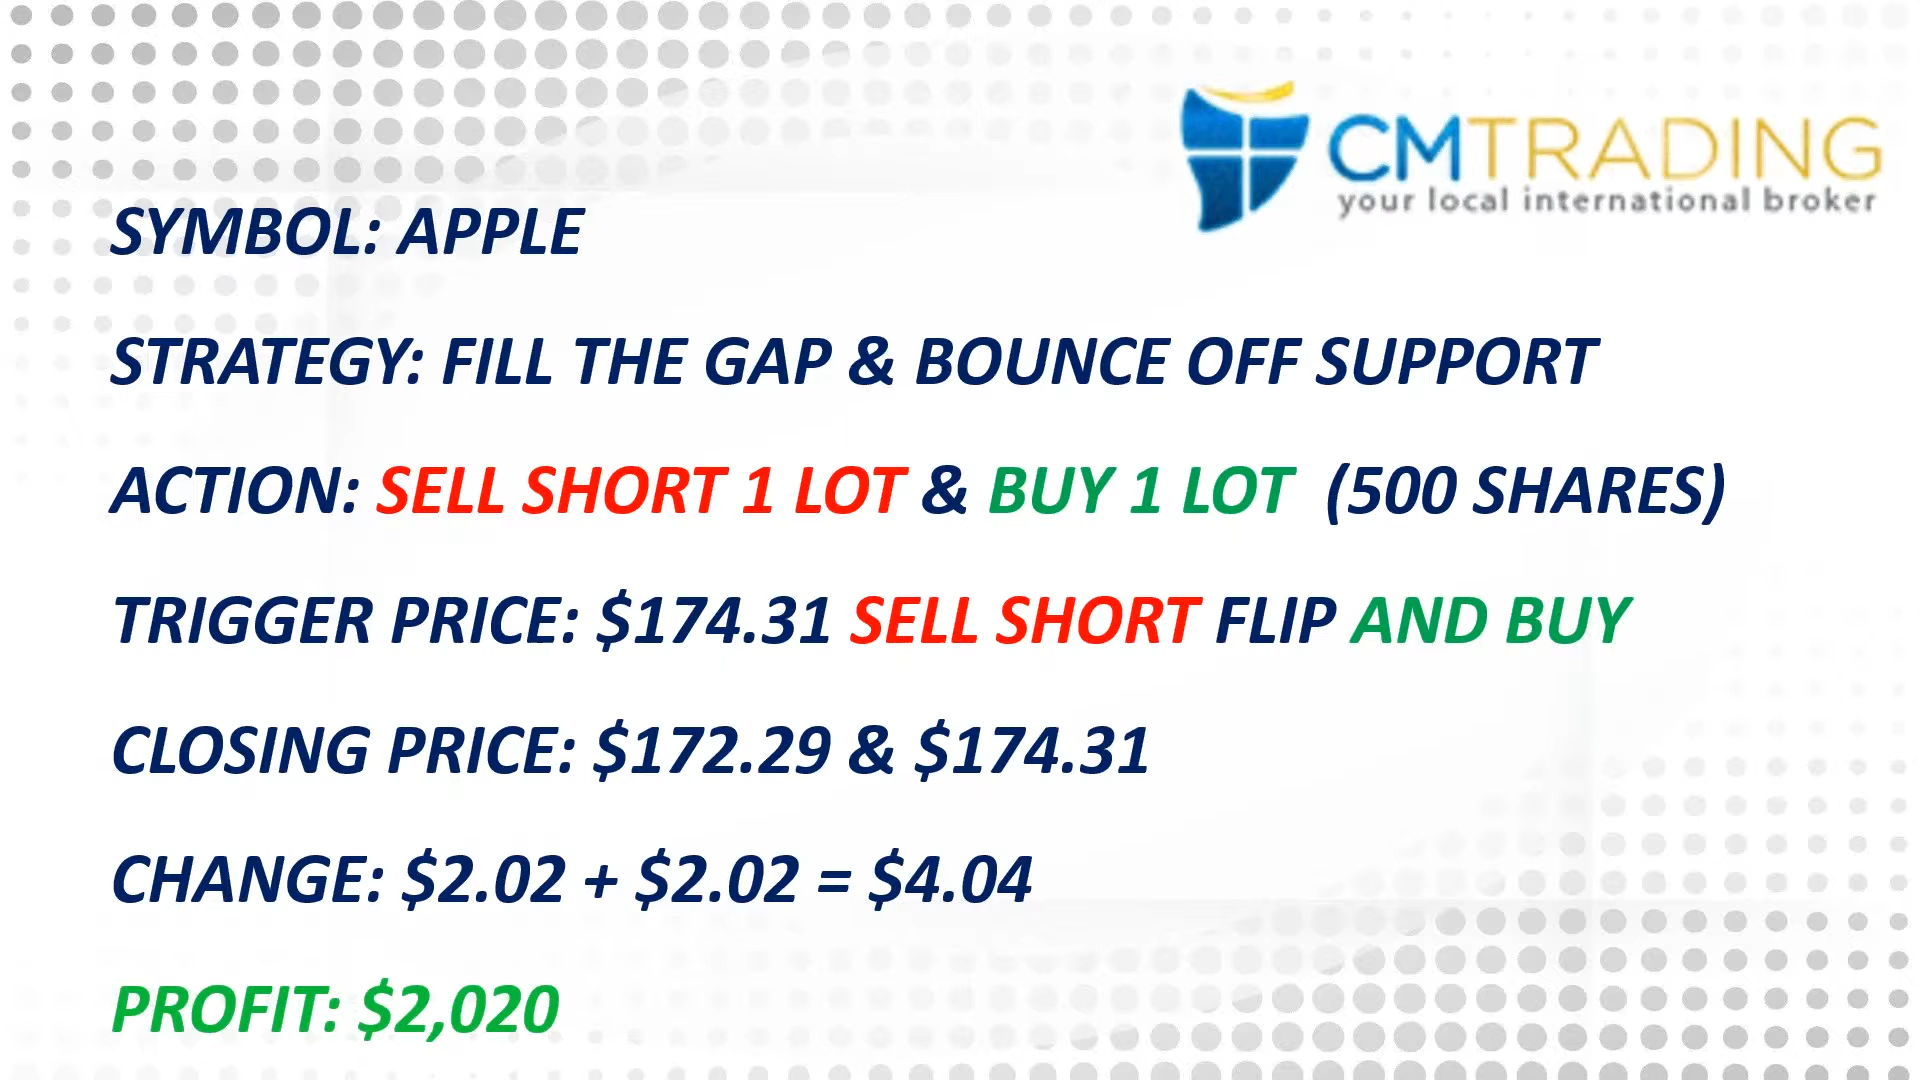 CMTRADING
your local international broker
SYMBOL: APPLE
STRATEGY: FILL THE GAP & BOUNCE OFF SUPPORT
ACTION: SELL SHORT 1 LOT & BUY 1 LOT (500 SHARES)
TRIGGER PRICE: $174.31 SELL SHORT FLIP AND BUY
CLOSING PRICE: $172.29 & $174.31
CHANGE: $2.02 + $2.02 = $4.04
PROFIT: $2,020